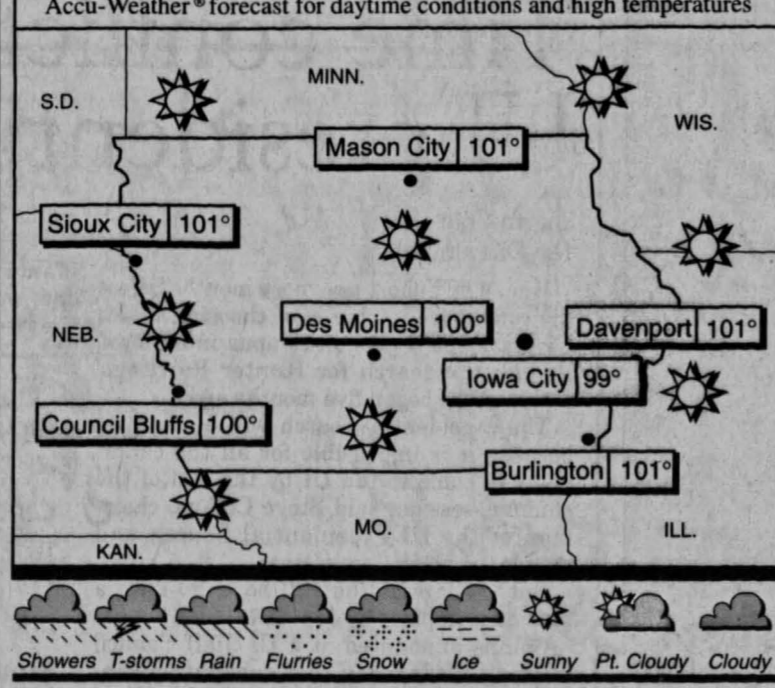 Accu-Weather® forecast for daytime conditions and high temperatures
MINN.
S.D.
WIS.
Mason City 101°
Sioux City 101°
NEB.
Des Moines 100°
Davenport 101°
Iowa City 99°
Council Bluffs 100°
Burlington 101°
MO.
ILL.
KAN.
Showers T-storms Rain Flurries Snow Ice Sunny Pt. Cloudy Cloudy